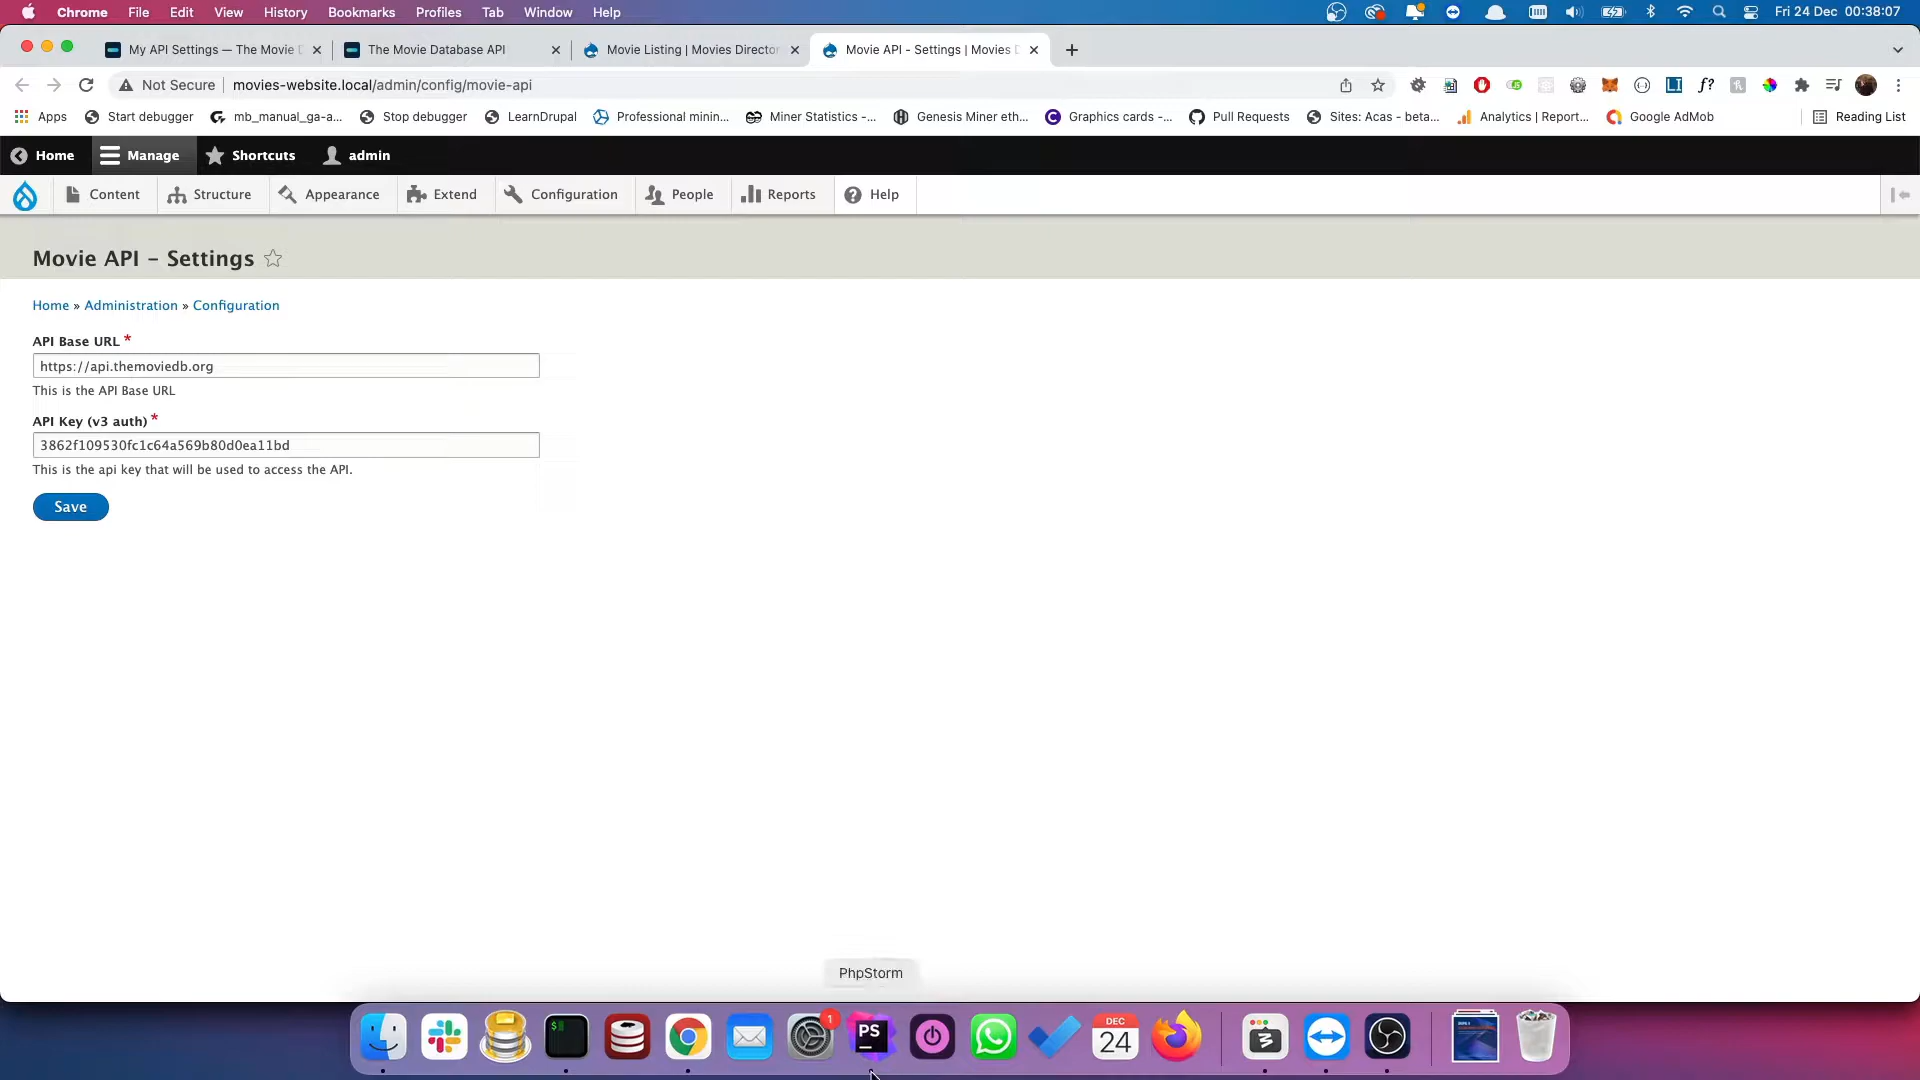 Chrome File Edit View History Bookmarks Profiles Tab Window Help Fri 24 Dec 00:38:07
My API Settings — The Movie D The Movie Database API Movie Listing | Movies Director Movie API - Settings | Movies D
Not Secure movies-website.local/admin/config/movie-api
Apps Start debugger mb_manual_ga-a... Stop debugger LearnDrupal Professional minin... Miner Statistics -... Genesis Miner eth... Graphics cards -... Pull Requests Sites: Acas - beta... Analytics | Report... Google AdMob Reading List
Home Manage Shortcuts admin
Content Structure Appearance Extend Configuration People Reports Help
Movie API – Settings
Home » Administration » Configuration
API Base URL *
https://api.themoviedb.org
This is the API Base URL
API Key (v3 auth) *
3862f109530fc1c64a569b80d0ea11bd
This is the api key that will be used to access the API.
Save
PhpStorm
1
PS
DEC
24